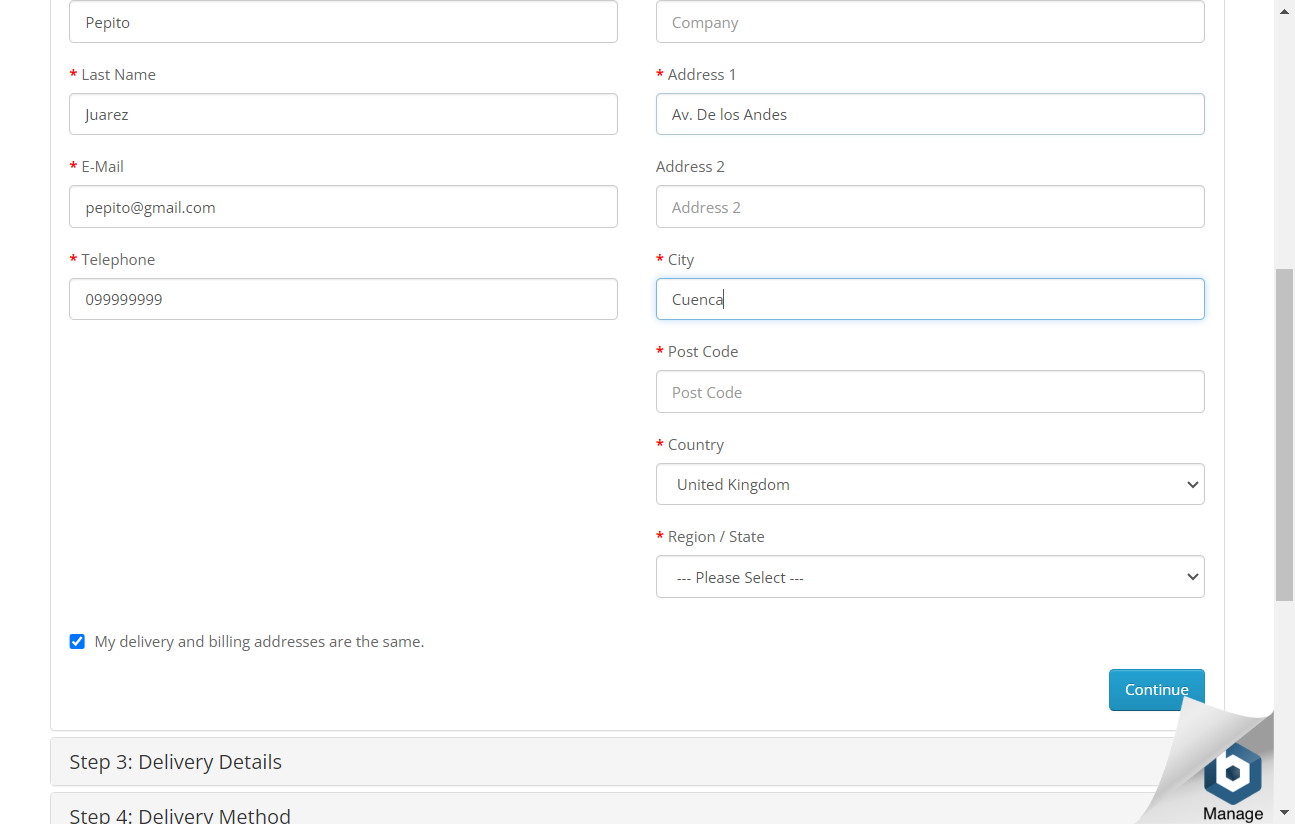 Pepito
Company
* Last Name
* Address 1
Juarez
Av. De los Andes
* E-Mail
Address 2
pepito@gmail.com
Address 2
* Telephone
* City
099999999
Cuenca
* Post Code
Post Code
* Country
United Kingdom
* Region / State
--- Please Select ---
My delivery and billing addresses are the same.
Continue
Step 3: Delivery Details
Step 4: Delivery Method
Manage